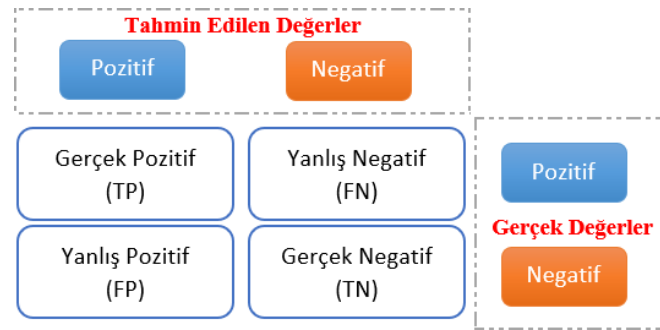 Tahmin Edilen Değerler
Pozitif
Negatif
Gerçek Pozitif
(TP)
Yanlış Negatif
(FN)
Pozitif
Gerçek Değerler
Yanlış Pozitif
(FP)
Gerçek Negatif
(TN)
Negatif